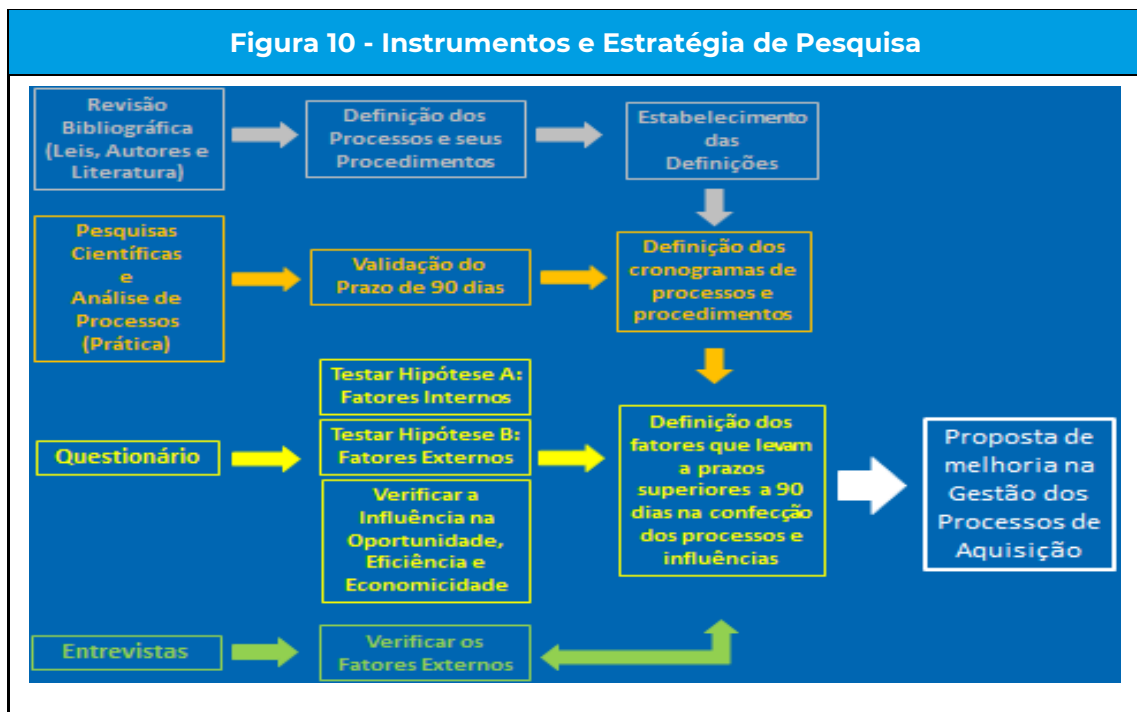 Figura 10 - Instrumentos e Estratégia de Pesquisa
Revisão
Bibliográfica
(Leis, Autores e
Literatura)
Definição dos
Processos e seus
Procedimentos
Estabelecimento
das
Definições
Pesquisas
Científicas
e
Análise de
Processos
(Prática)
Validação do
Prazo de 90 dias
Definição dos
cronogramas de
processos e
procedimentos
Questionário
Testar Hipótese A:
Fatores Internos
Testar Hipótese B:
Fatores Externos
Verificar a
Influência na
Oportunidade,
Eficiência e
Economicidade
Definição dos
fatores que levam
a prazos
superiores a 90
dias na confecção
dos processos e
influências
Proposta de
melhoria na
Gestão dos
Processos de
Aquisição
Entrevistas
Verificar os
Fatores Externos